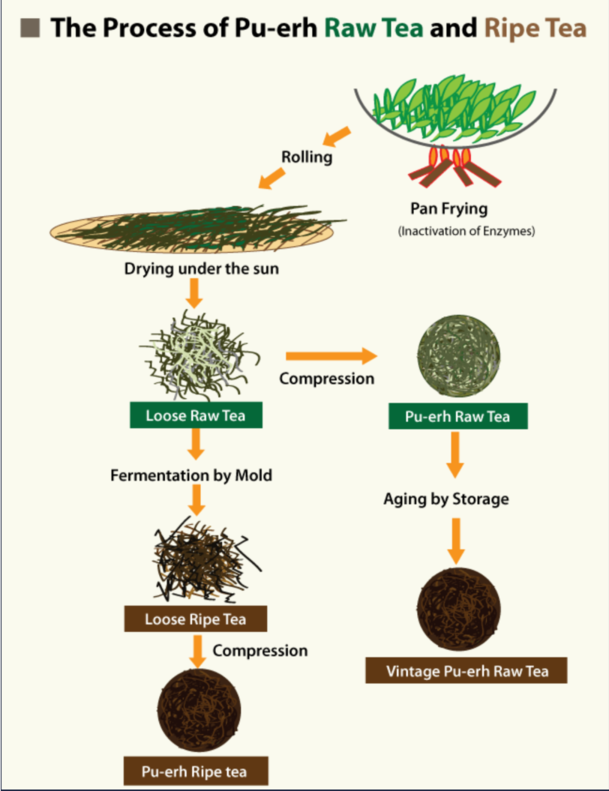 The Process of Pu-erh Raw Tea and Ripe Tea
Rolling
Pan Frying
(Inactivation of Enzymes)
Drying under the sun
Compression
Loose Raw Tea
Pu-erh Raw Tea
Fermentation by Mold
Aging by Storage
Loose Ripe Tea
Compression
Vintage Pu-erh Raw Tea
Pu-erh Ripe tea